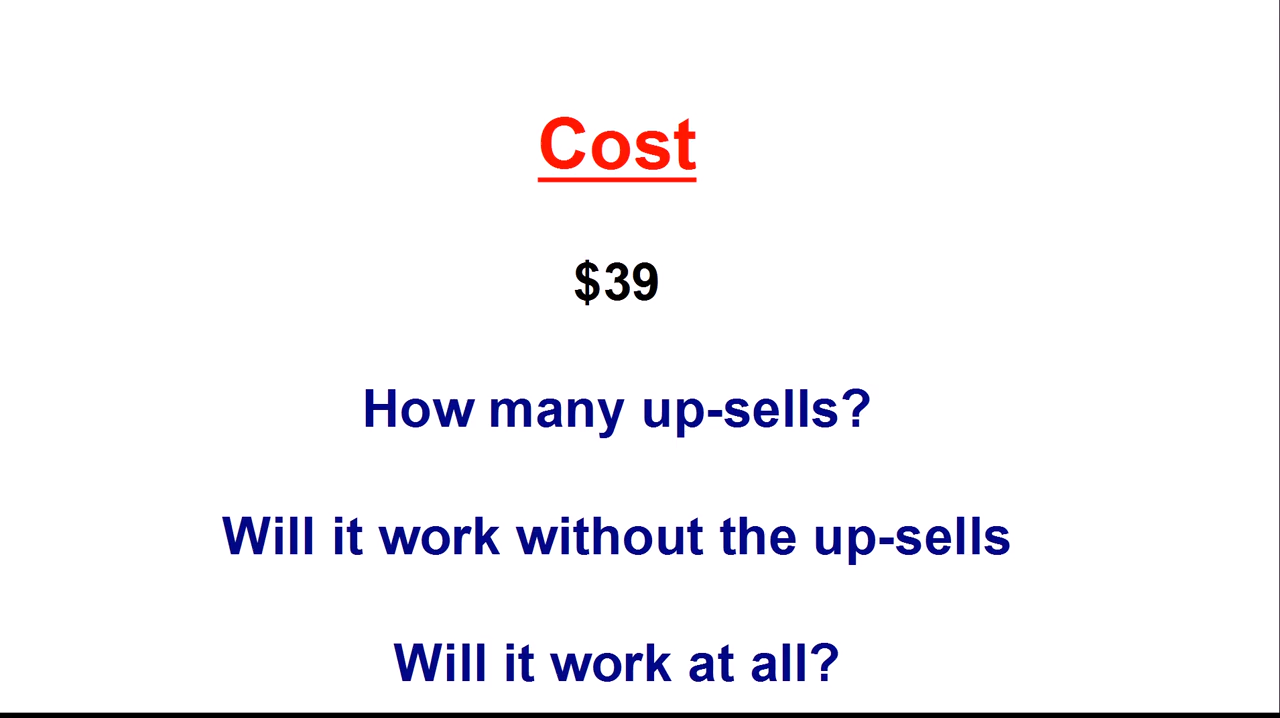 Cost
$39
How many up-sells?
Will it work without the up-sells
Will it work at all?